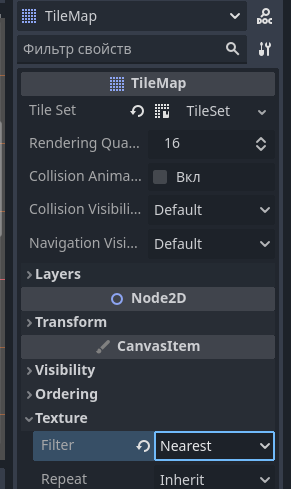 TileMap
DOC
Фильтр свойств
TileMap
Tile Set TileSet
Rendering Qua... 16
Collision Anima... Вкл
Collision Visibili... Default
Navigation Visi... Default
Layers
Node2D
Transform
CanvasItem
Visibility
Ordering
Texture
Filter Nearest
Repeat Inherit